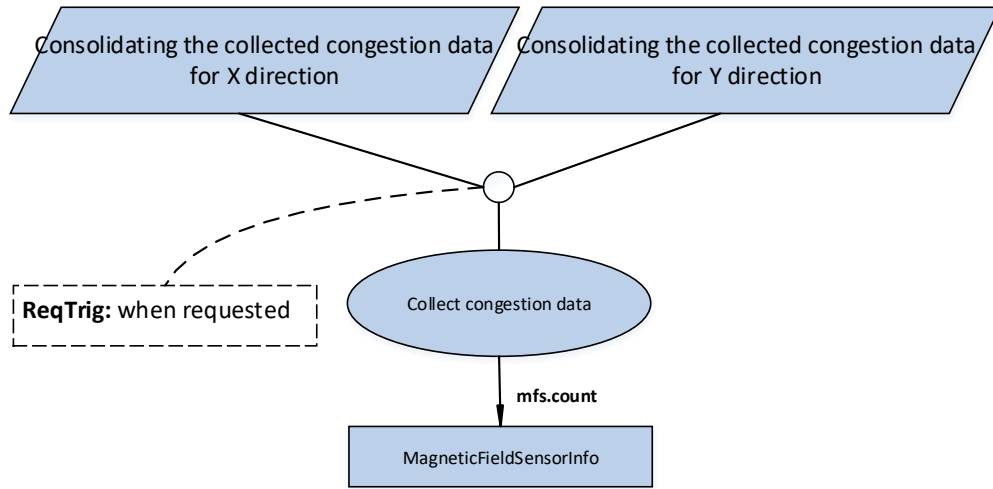 Consolidating the collected congestion data
for X direction
Consolidating the collected congestion data
for Y direction
ReqTrig: when requested
Collect congestion data
mfs.count
MagneticFieldSensorInfo